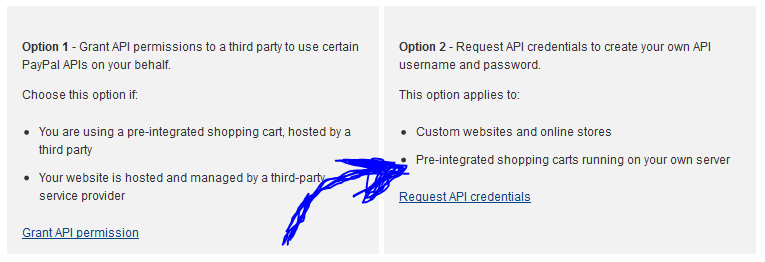 Option 1 - Grant API permissions to a third party to use certain
PayPal APIs on your behalf.
Choose this option if:
You are using a pre-integrated shopping cart, hosted by a
third party
Your website is hosted and managed by a third-party
service provider
Grant API permission
Option 2 - Request API credentials to create your own API
username and password.
This option applies to:
Custom websites and online stores
Pre-integrated shopping carts running on your own server
Request API credentials